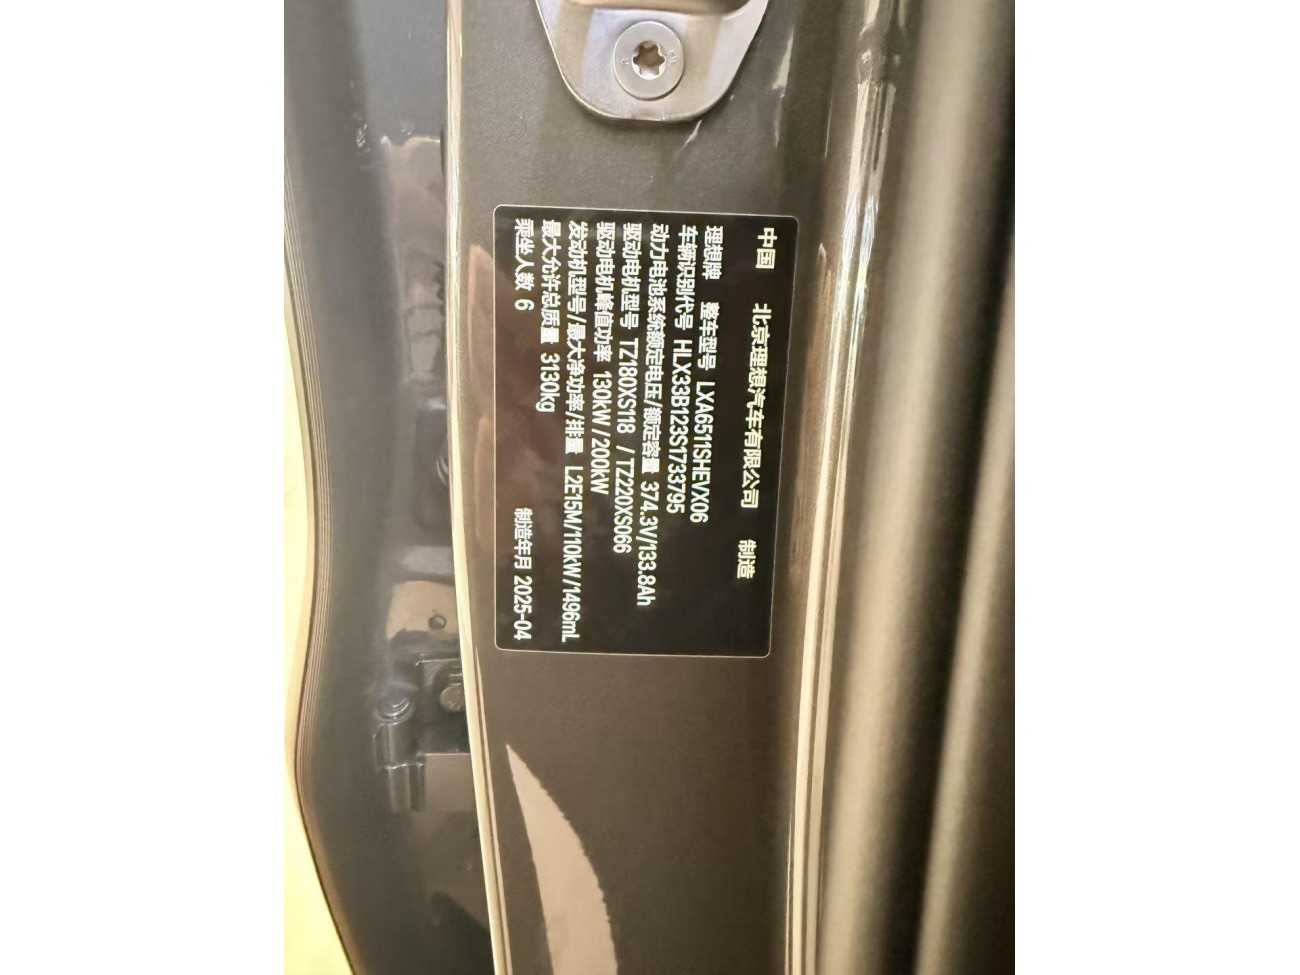 中国 北京理想汽车有限公司 制造
理想牌 整车型号 LXA6511SHEVX06
车辆识别代号 HLX33B123S1733795
动力电池系统额定电压/额定容量 374.3V/133.8Ah
驱动电机型号 TZ180XS118 /TZ220XS066
驱动电机峰值功率 130kW/200kW
发动机型号/最大净功率/排量 L2E15M/110kW/1496mL
最大允许总质量 3130kg
乘坐人数 6 制造年月 2025-04